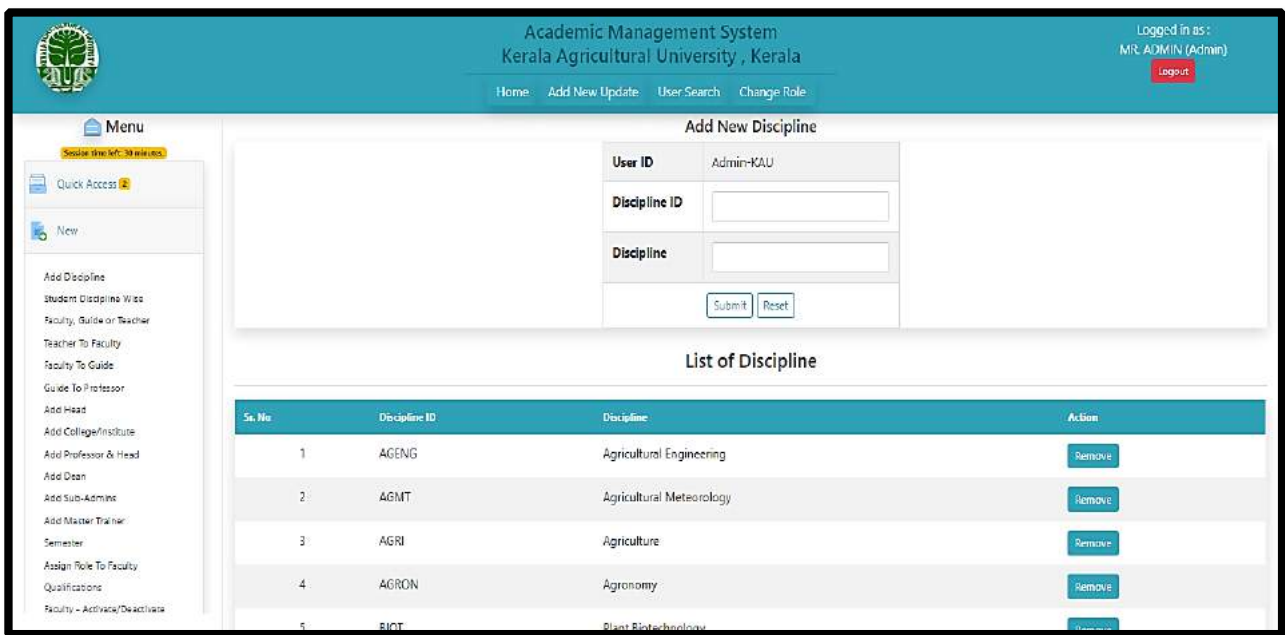 Academic Management System
Kerala Agricultural University , Kerala
Logged in as :
MR. ADMIN (Admin)
Logout
Home Add New Update User Search Change Role
Menu
Session time left: 30 minutes.
Quick Access 2
New
Add Discipline
Student Discipline Wise
Faculty, Guide or Teacher
Teacher To Faculty
Faculty To Guide
Guide To Professor
Add Head
Add College/Institute
Add Professor & Head
Add Dean
Add Sub-Admins
Add Master Trainer
Semester
Assign Role To Faculty
Qualifications
Faculty – Activate/Deactivate
Add New Discipline
User ID Admin-KAU
Discipline ID
Discipline
Submit Reset
List of Discipline
Sr. No Discipline ID Discipline Action
1 AGENG Agricultural Engineering Remove
2 AGMT Agricultural Meteorology Remove
3 AGRI Agriculture Remove
4 AGRON Agronomy Remove
5 BIOT Plant Biotechnology Remove